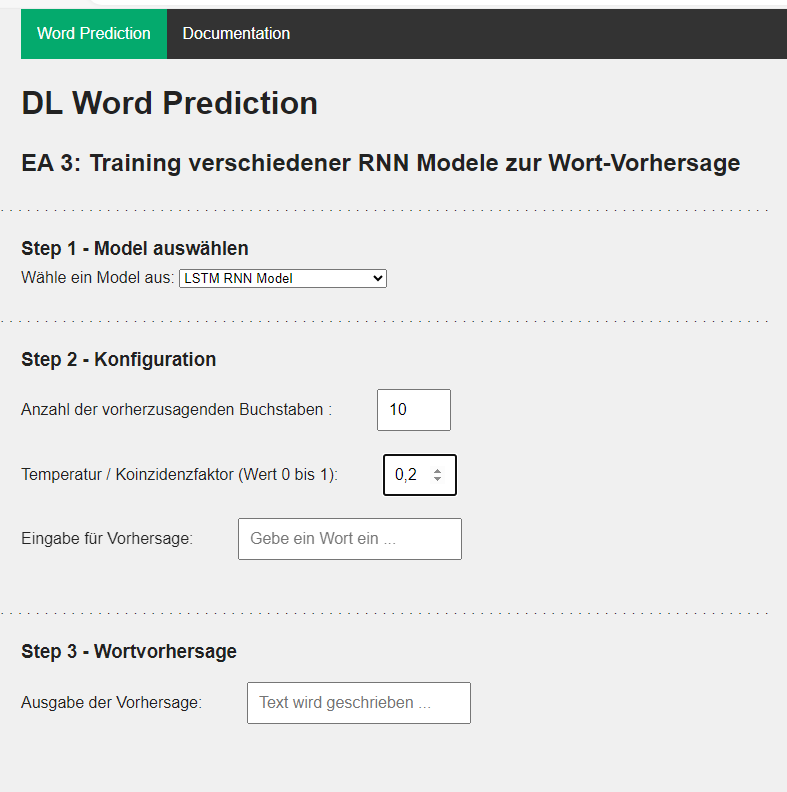 Word Prediction Documentation
DL Word Prediction
EA 3: Training verschiedener RNN Modele zur Wort-Vorhersage
Step 1 - Model auswählen
Wähle ein Model aus: LSTM RNN Model
Step 2 - Konfiguration
Anzahl der vorherzusagenden Buchstaben : 10
Temperatur / Koinzidenzfaktor (Wert 0 bis 1): 0,2
Eingabe für Vorhersage: Gebe ein Wort ein ...
Step 3 - Wortvorhersage
Ausgabe der Vorhersage: Text wird geschrieben ...